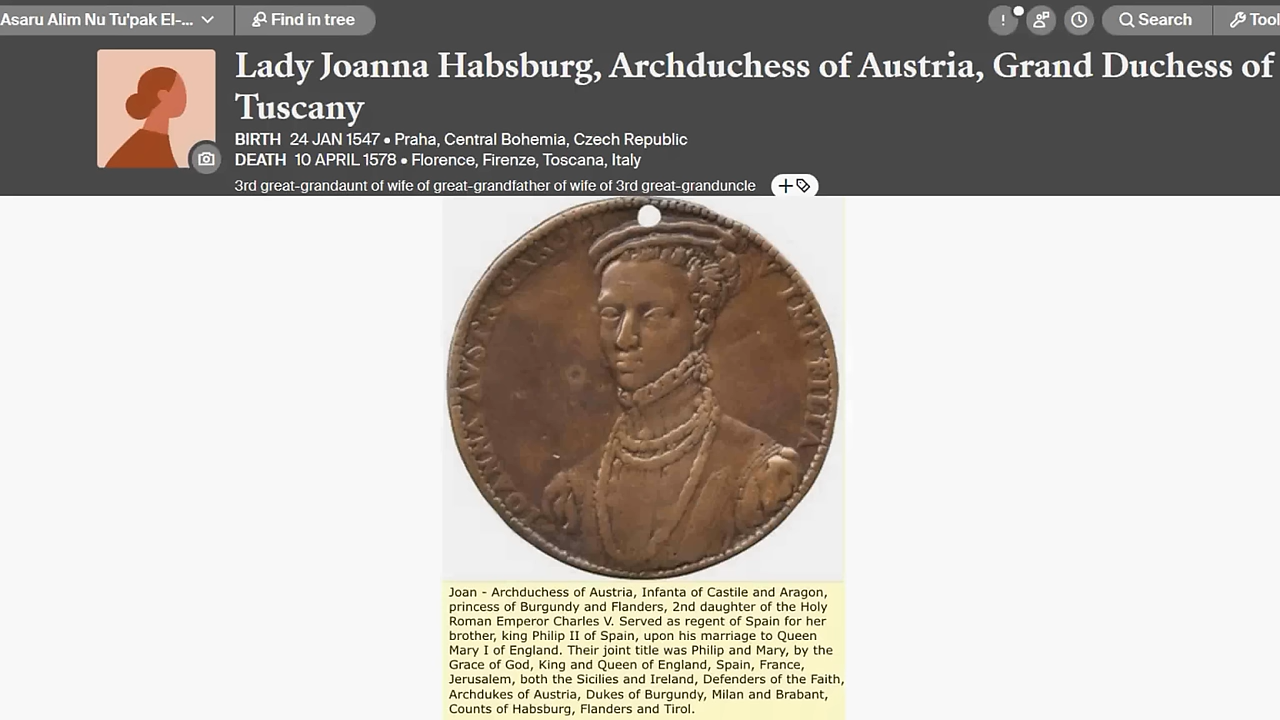 Asaru Alim Nu Tu'pak El-...
Find in tree
!
Search
Tool
Lady Joanna Habsburg, Archduchess of Austria, Grand Duchess of
Tuscany
BIRTH 24 JAN 1547 • Praha, Central Bohemia, Czech Republic
DEATH 10 APRIL 1578 • Florence, Firenze, Toscana, Italy
3rd great-grandaunt of wife of great-grandfather of wife of 3rd great-granduncle
Joan - Archduchess of Austria, Infanta of Castile and Aragon,
princess of Burgundy and Flanders, 2nd daughter of the Holy
Roman Emperor Charles V. Served as regent of Spain for her
brother, king Philip II of Spain, upon his marriage to Queen
Mary I of England. Their joint title was Philip and Mary, by the
Grace of God, King and Queen of England, Spain, France,
Jerusalem, both the Sicilies and Ireland, Defenders of the Faith,
Archdukes of Austria, Dukes of Burgundy, Milan and Brabant,
Counts of Habsburg, Flanders and Tirol.